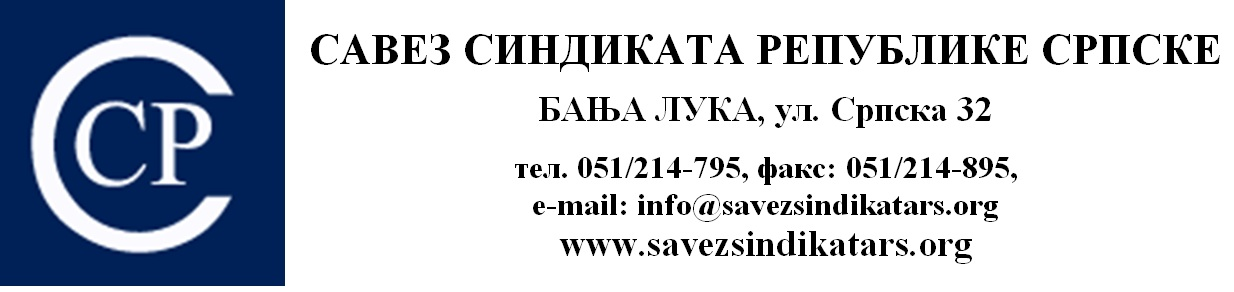 ССР
САВЕЗ СИНДИКАТА РЕПУБЛИКЕ СРПСКЕ
БАЊА ЛУКА, ул. Српска 32
тел. 051/214-795, факс: 051/214-895,
e-mail: info@savezsindikatars.org
www.savezsindikatars.org